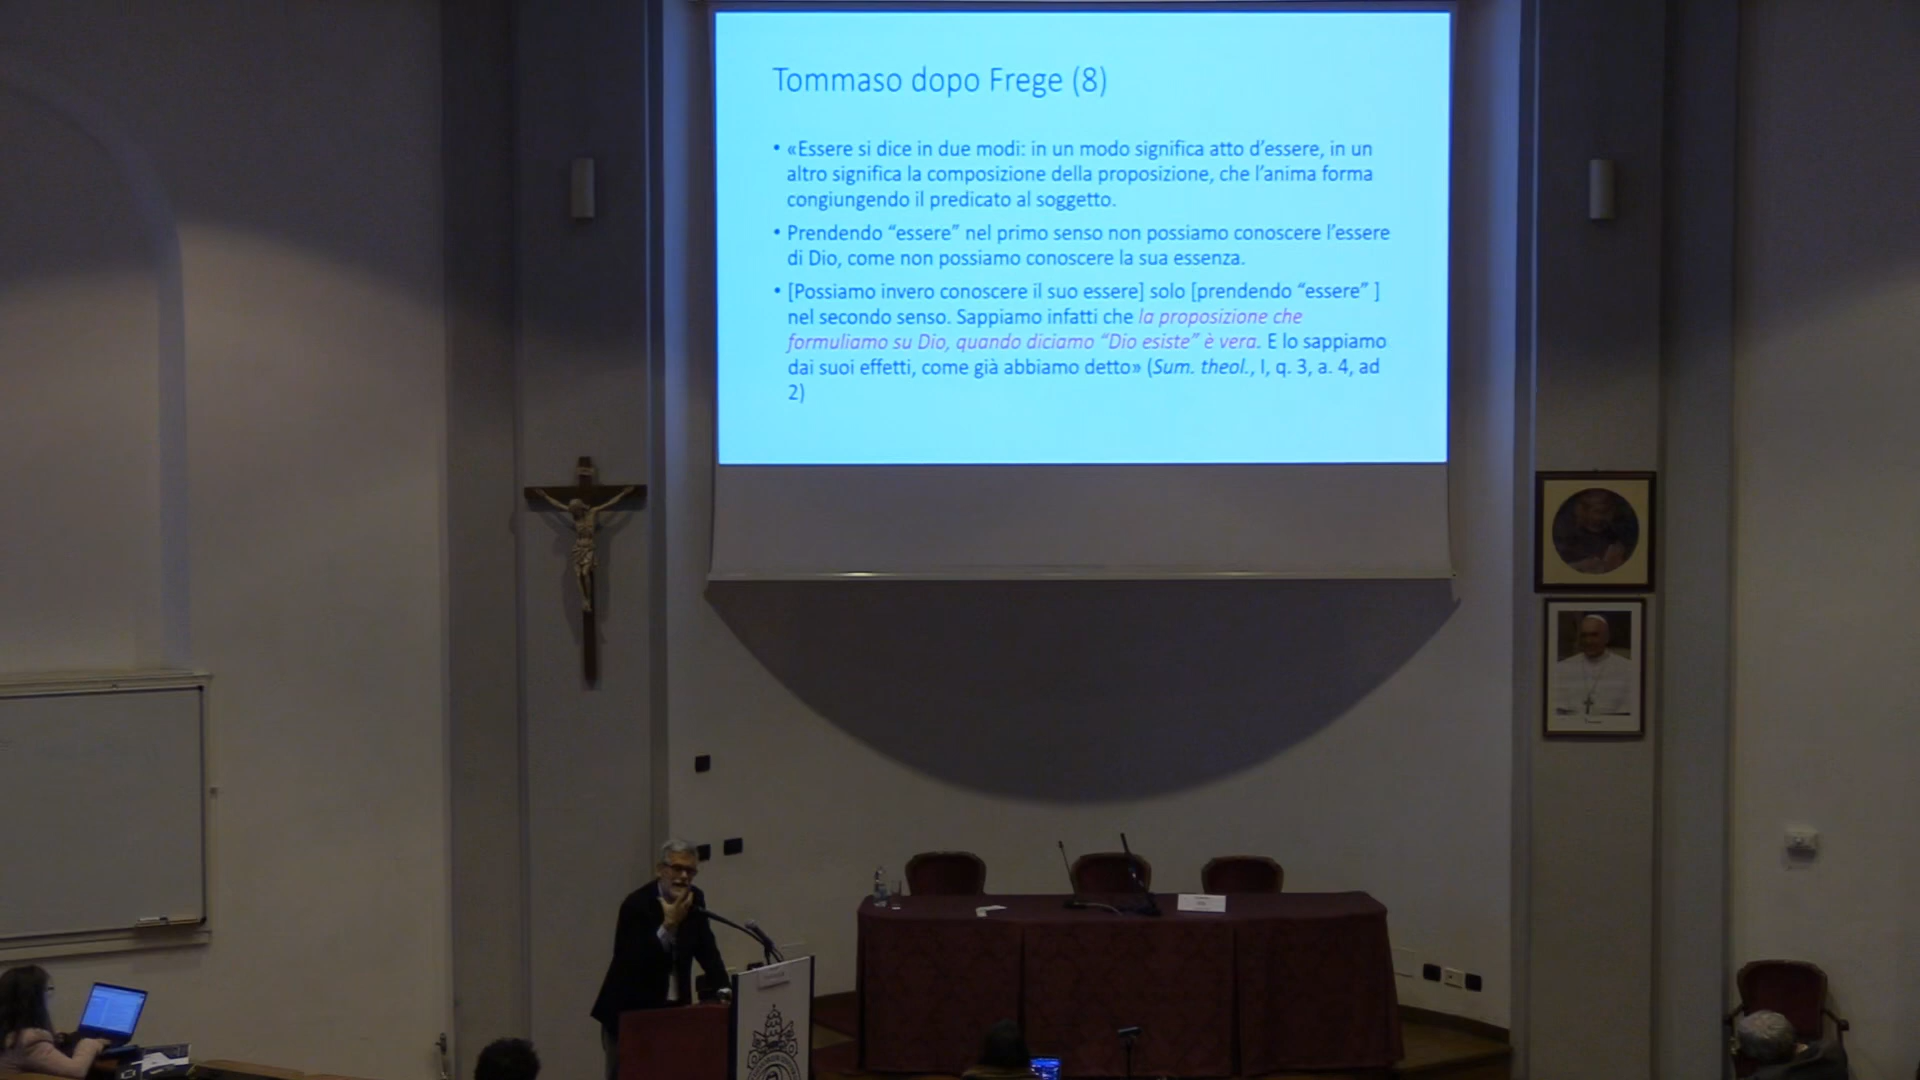 Tommaso dopo Frege (8)
• «Essere si dice in due modi: in un modo significa atto d’essere, in un
altro significa la composizione della proposizione, che l’anima forma
congiungendo il predicato al soggetto.
• Prendendo “essere” nel primo senso non possiamo conoscere l’essere
di Dio, come non possiamo conoscere la sua essenza.
• [Possiamo invero conoscere il suo essere] solo [prendendo “essere” ]
nel secondo senso. Sappiamo infatti che la proposizione che
formuliamo su Dio, quando diciamo “Dio esiste” è vera. E lo sappiamo
dai suoi effetti, come già abbiamo detto» (Sum. theol., I, q. 3, a. 4, ad
2)